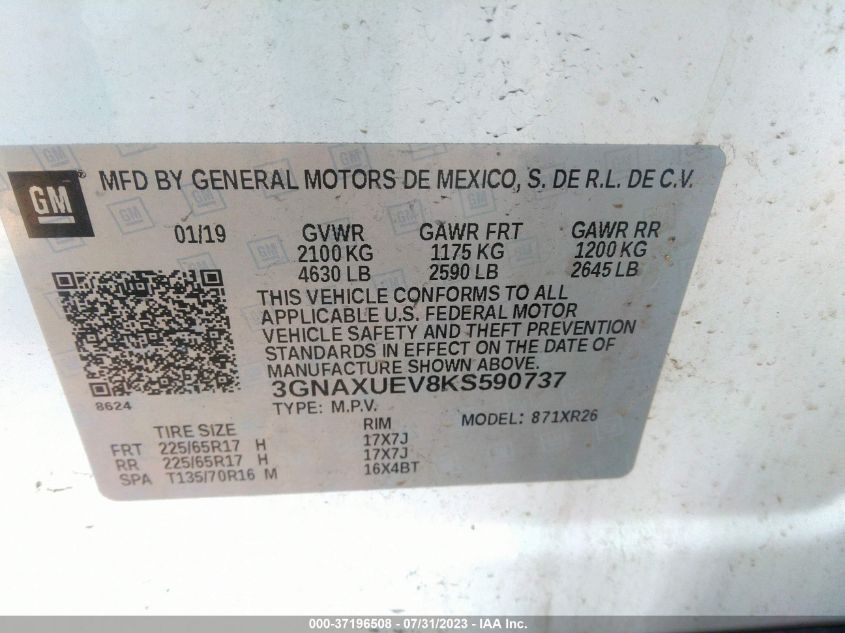 GM ® MFD BY GENERAL MOTORS DE MEXICO, S. DE R.L. DE C.V.
01/19 GVWR GAWR FRT GAWR RR
2100 KG 1175 KG 1200 KG
4630 LB 2590 LB 2645 LB
THIS VEHICLE CONFORMS TO ALL
APPLICABLE U.S. FEDERAL MOTOR
VEHICLE SAFETY AND THEFT PREVENTION
STANDARDS IN EFFECT ON THE DATE OF
MANUFACTURE SHOWN ABOVE.
3GNAXUEV8KS590737
8624
TYPE: M.P.V. MODEL: 871XR26
TIRE SIZE RIM
FRT 225/65R17 H 17X7J
RR 225/65R17 H 17X7J
SPA T135/70R16 M 16X4BT
000-37196508 - 07/31/2023 - © IAA Inc.